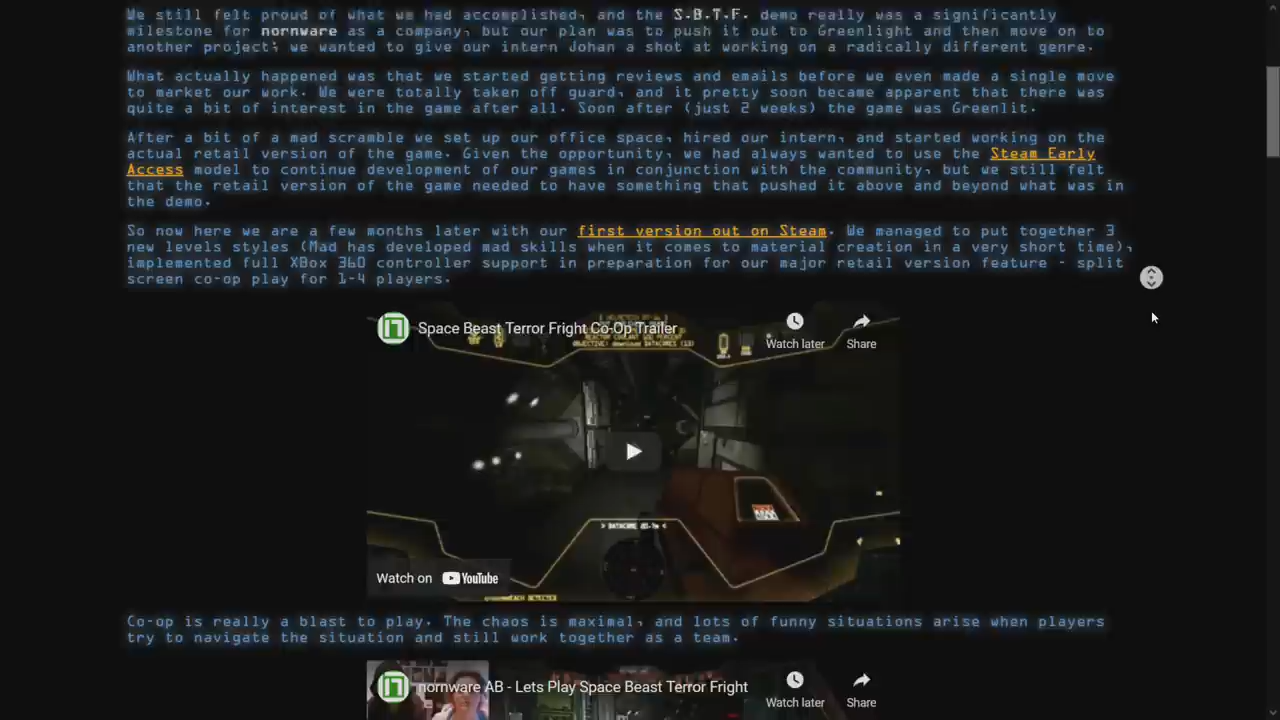 We still felt proud of what we had accomplished, and the S.B.T.F. demo really was a significantly
milestone for nornware as a company, but our plan was to push it out to Greenlight and then move on to
another project; we wanted to give our intern Johan a shot at working on a radically different genre.
What actually happened was that we started getting reviews and emails before we even made a single move
to market our work. We were totally taken off guard, and it pretty soon became apparent that there was
quite a bit of interest in the game after all. Soon after (just 2 weeks) the game was Greenlit.
After a bit of a mad scramble we set up our office space, hired our intern, and started working on the
actual retail version of the game. Given the opportunity, we had always wanted to use the Steam Early
Access model to continue development of our games in conjunction with the community, but we still felt
that the retail version of the game needed to have something that pushed it above and beyond what was in
the demo.
So now here we are a few months later with our first version out on Steam. We managed to put together 3
new levels styles (Mad has developed mad skills when it comes to material creation in a very short time),
implemented full XBox 360 controller support in preparation for our major retail version feature - split
screen co-op play for 1-4 players.
Space Beast Terror Fright Co-Op Trailer
Watch later
Share
REACTOR COOLANT 100 PERCENT
OBJECTIVE: download DATACORES (13)
Watch on YouTube
Co-op is really a blast to play. The chaos is maximal, and lots of funny situations arise when players
try to navigate the situation and still work together as a team.
nornware AB - Lets Play Space Beast Terror Fright
Watch later
Share